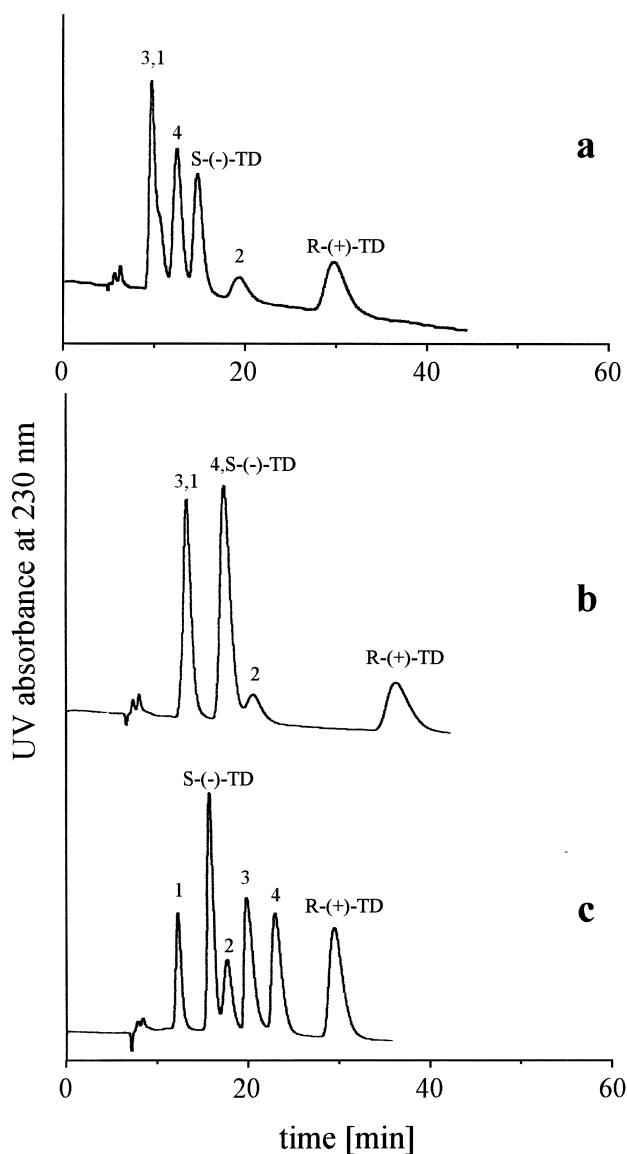 3,1
4
S-(-)-TD
a
2
R-(+)-TD
0
20
40
60
UV absorbance at 230 nm
4,S-(-)-TD
3,1
b
R-(+)-TD
2
S-(-)-TD
1
3
4
R-(+)-TD
c
2
0
20
40
60
time [min]